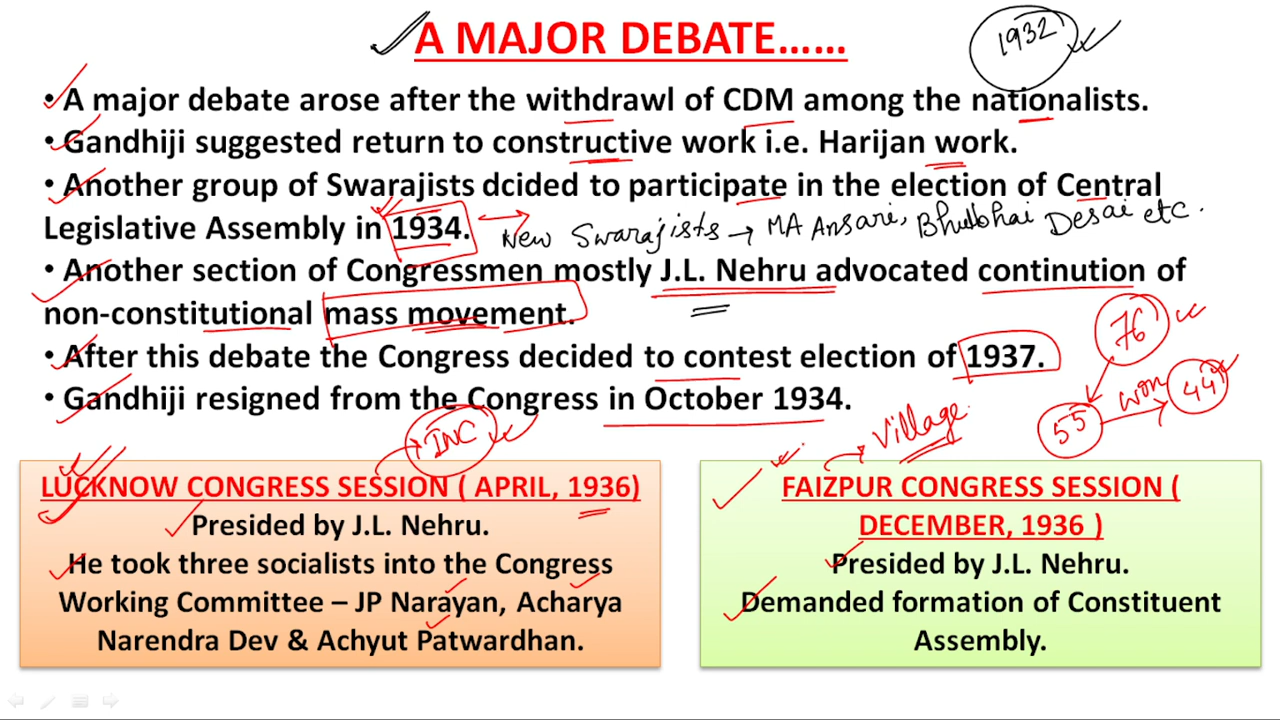 A MAJOR DEBATE......
1932
• A major debate arose after the withdrawl of CDM among the nationalists.
• Gandhiji suggested return to constructive work i.e. Harijan work.
• Another group of Swarajists dcided to participate in the election of Central
Legislative Assembly in 1934. New Swarajists → MA Ansari, Bhulbhai Desai etc.
• Another section of Congressmen mostly J.L. Nehru advocated continution of
non-constitutional mass movement.
76
• After this debate the Congress decided to contest election of 1937.
55 won 44
• Gandhiji resigned from the Congress in October 1934.
INC
Village
LUCKNOW CONGRESS SESSION ( APRIL, 1936)
Presided by J.L. Nehru.
He took three socialists into the Congress
Working Committee – JP Narayan, Acharya
Narendra Dev & Achyut Patwardhan.
FAIZPUR CONGRESS SESSION (
DECEMBER, 1936 )
Presided by J.L. Nehru.
Demanded formation of Constituent
Assembly.